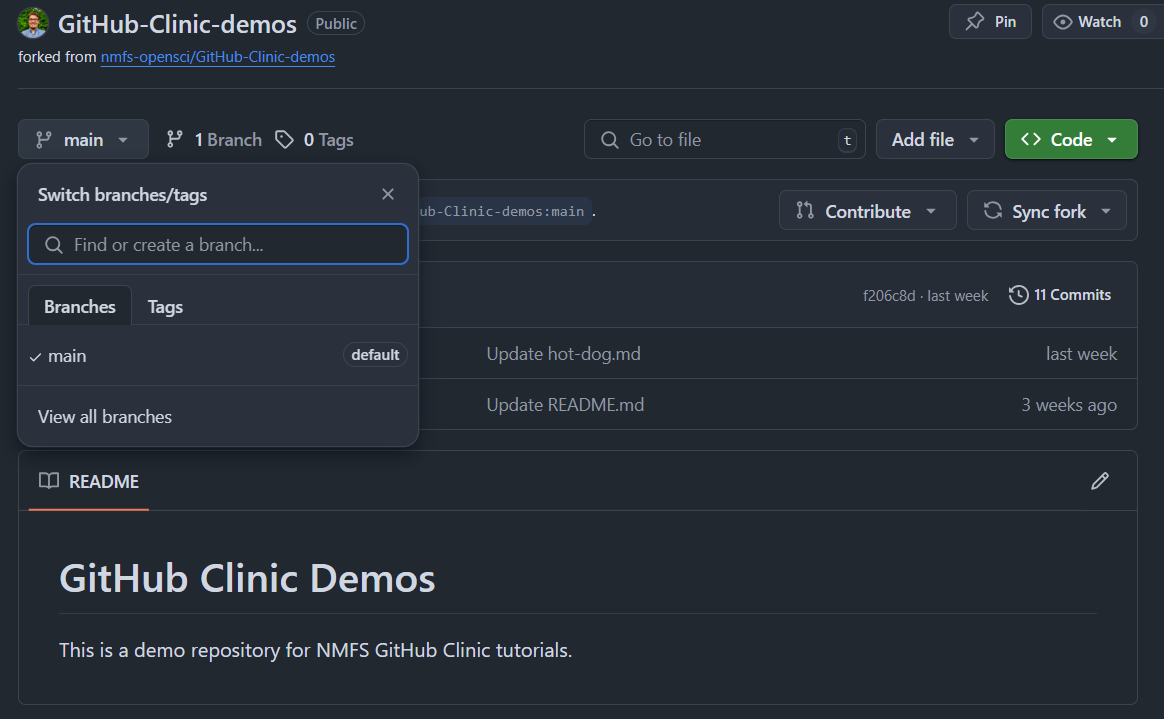 GitHub-Clinic-demos Public Pin Watch 0
forked from nmfs-opensci/GitHub-Clinic-demos
main 1 Branch 0 Tags Go to file t Add file Code
Switch branches/tags
ub-Clinic-demos:main . Contribute Sync fork
Find or create a branch...
Branches Tags
f206c8d · last week 11 Commits
main default
Update hot-dog.md last week
Update README.md 3 weeks ago
View all branches
README
GitHub Clinic Demos
This is a demo repository for NMFS GitHub Clinic tutorials.